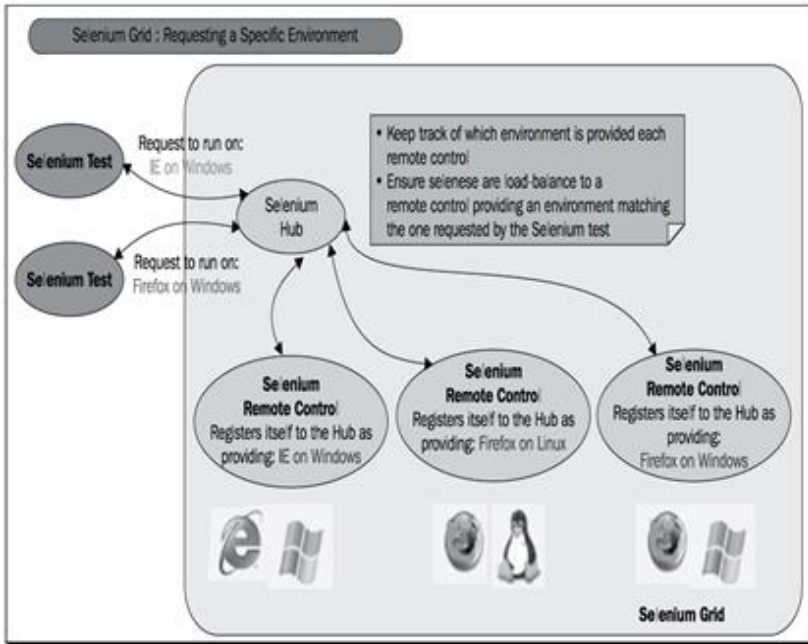 Selenium Grid : Requesting a Specific Environment
Selenium Test
Request to run on:
IE on Windows
Selenium Test
Request to run on:
Firefox on Windows
Selenium
Hub
• Keep track of which environment is provided each
remote control
• Ensure selenese are load-balance to a
remote control providing an environment matching
the one requested by the Selenium test
Selenium
Remote Control
Registers itself to the Hub as
providing: IE on Windows
Selenium
Remote Control
Registers itself to the Hub as
providing: Firefox on Linux
Selenium
Remote Control
Registers itself to the Hub as
providing:
Firefox on Windows
Selenium Grid